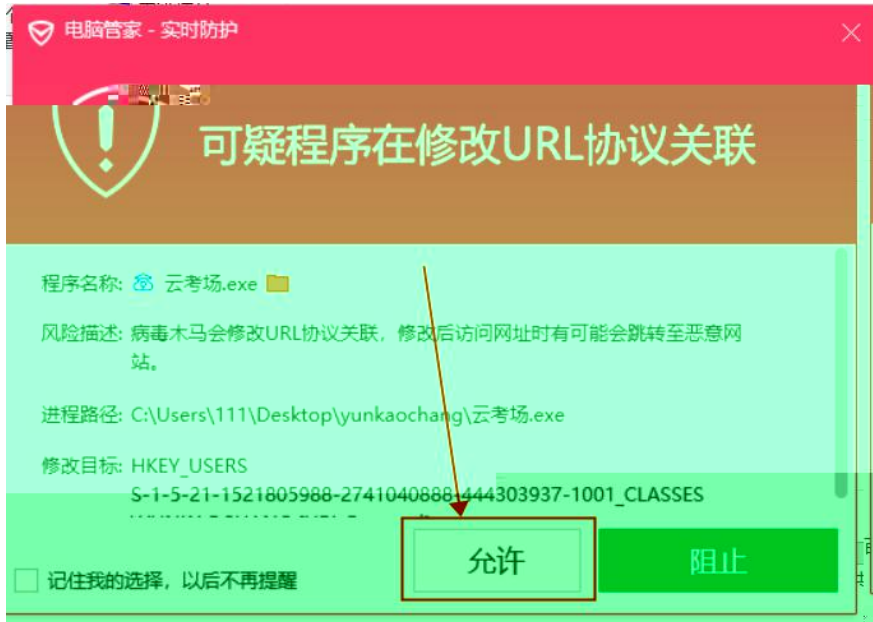 电脑管家 - 实时防护
可疑程序在修改URL协议关联
程序名称: 云考场.exe
风险描述: 病毒木马会修改URL协议关联，修改后访问网址时有可能会跳转至恶意网
站。
进程路径: C:\Users\111\Desktop\yunkaochang\云考场.exe
修改目标: HKEY_USERS
S-1-5-21-1521805988-2741040888-444303937-1001_CLASSES
记住我的选择，以后不再提醒
允许
阻止